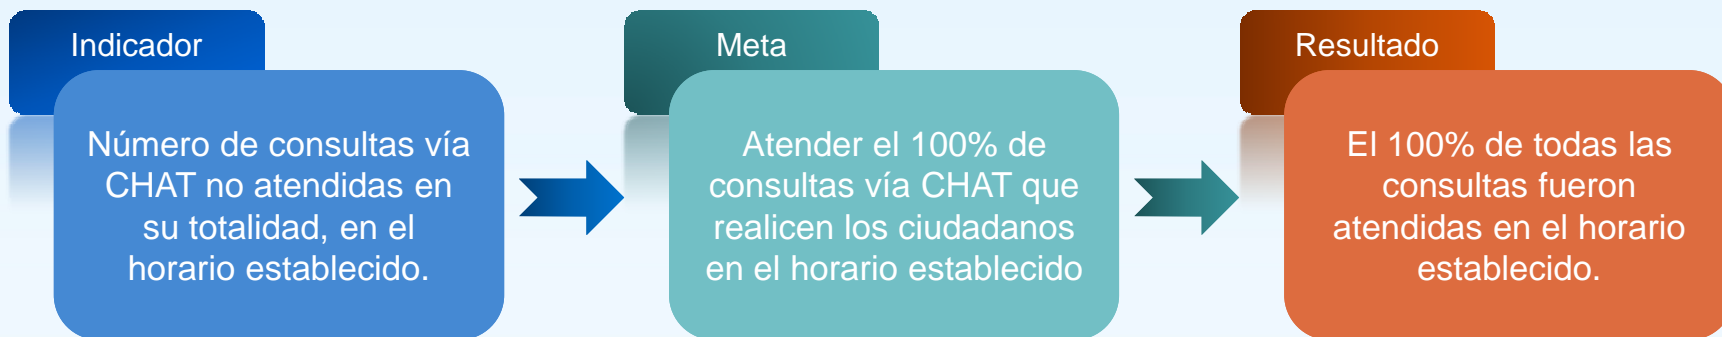 Indicador
Número de consultas vía
CHAT no atendidas en
su totalidad, en el
horario establecido.
Meta
Atender el 100% de
consultas vía CHAT que
realicen los ciudadanos
en el horario establecido
Resultado
El 100% de todas las
consultas fueron
atendidas en el horario
establecido.